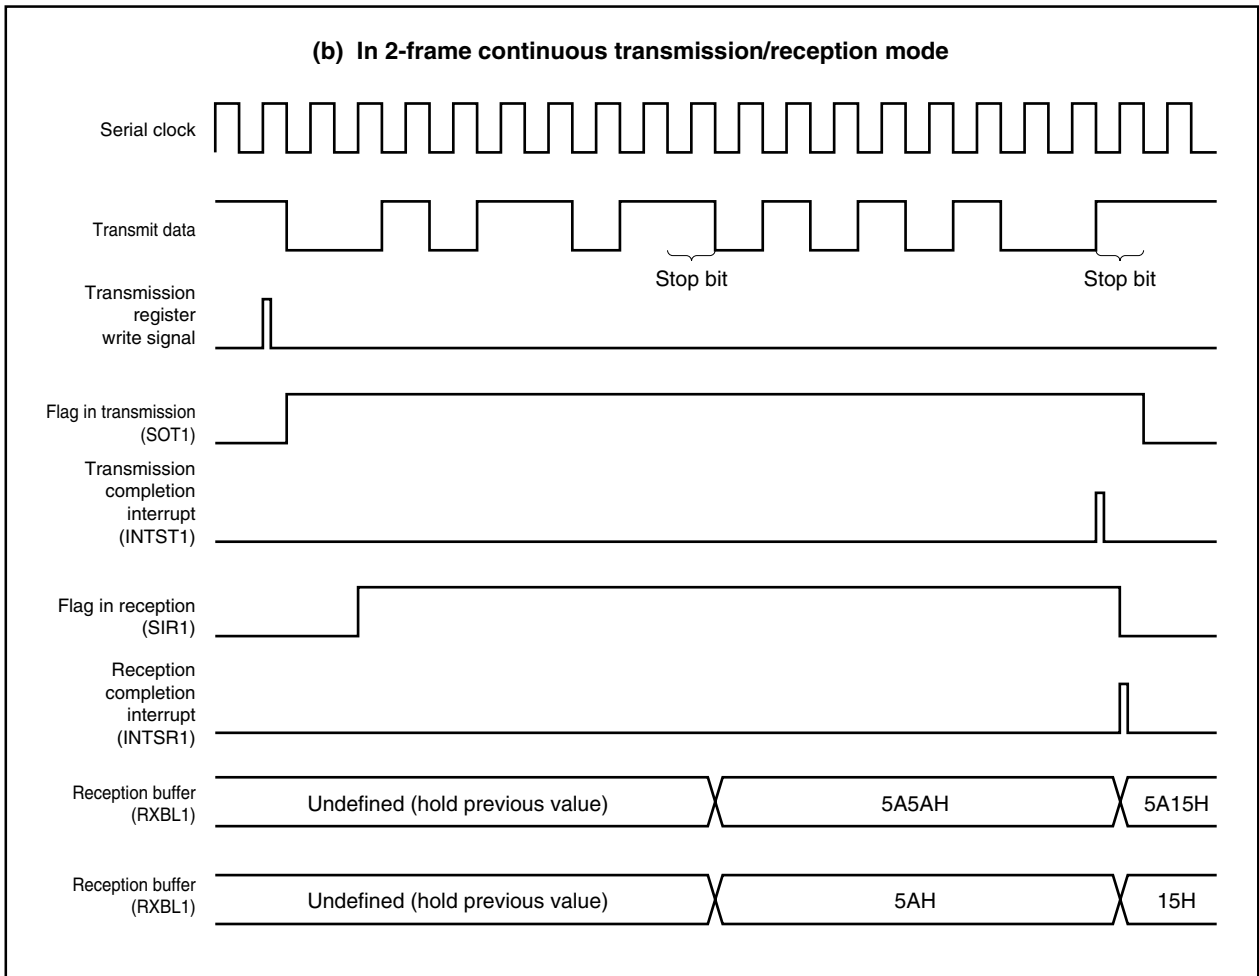 (b) In 2-frame continuous transmission/reception mode
Serial clock
Transmit data
Stop bit
Stop bit
Transmission
register
write signal
Flag in transmission
(SOT1)
Transmission
completion
interrupt
(INTST1)
Flag in reception
(SIR1)
Reception
completion
interrupt
(INTSR1)
Reception buffer
(RXBL1)
Undefined (hold previous value)
5A5AH
5A15H
Reception buffer
(RXBL1)
Undefined (hold previous value)
5AH
15H